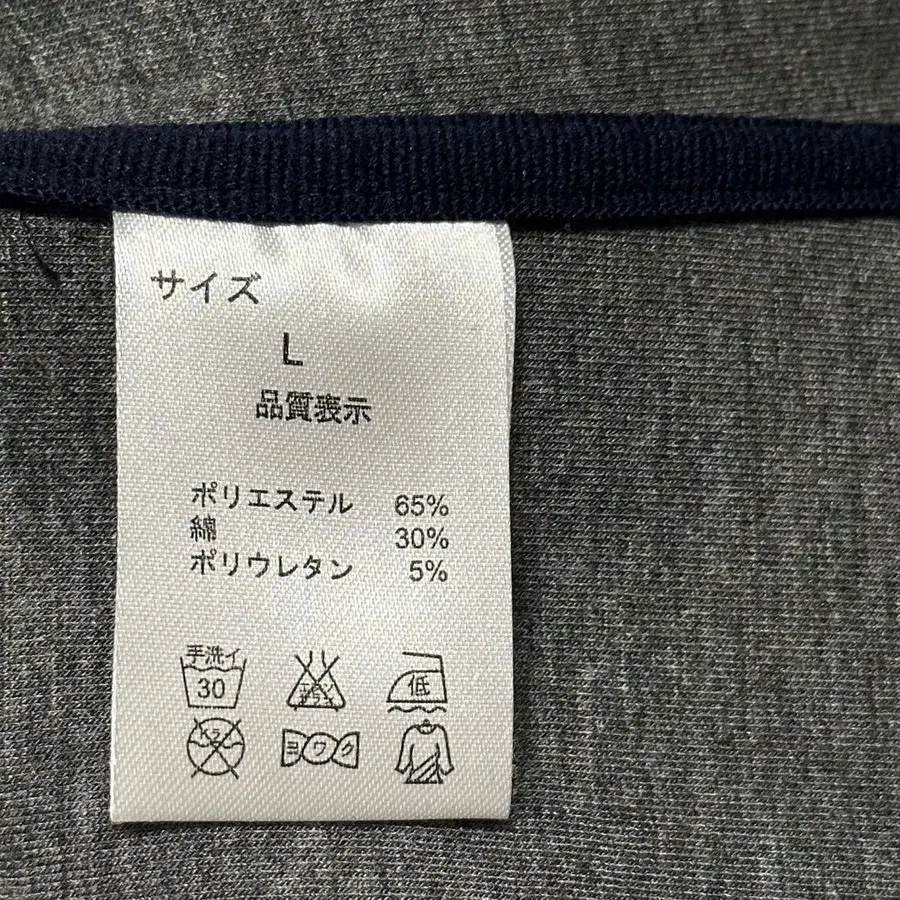 サイズ
L
品質表示
ポリエステル 65%
綿 30%
ポリウレタン 5%
手洗イ
30
低
ヨワク